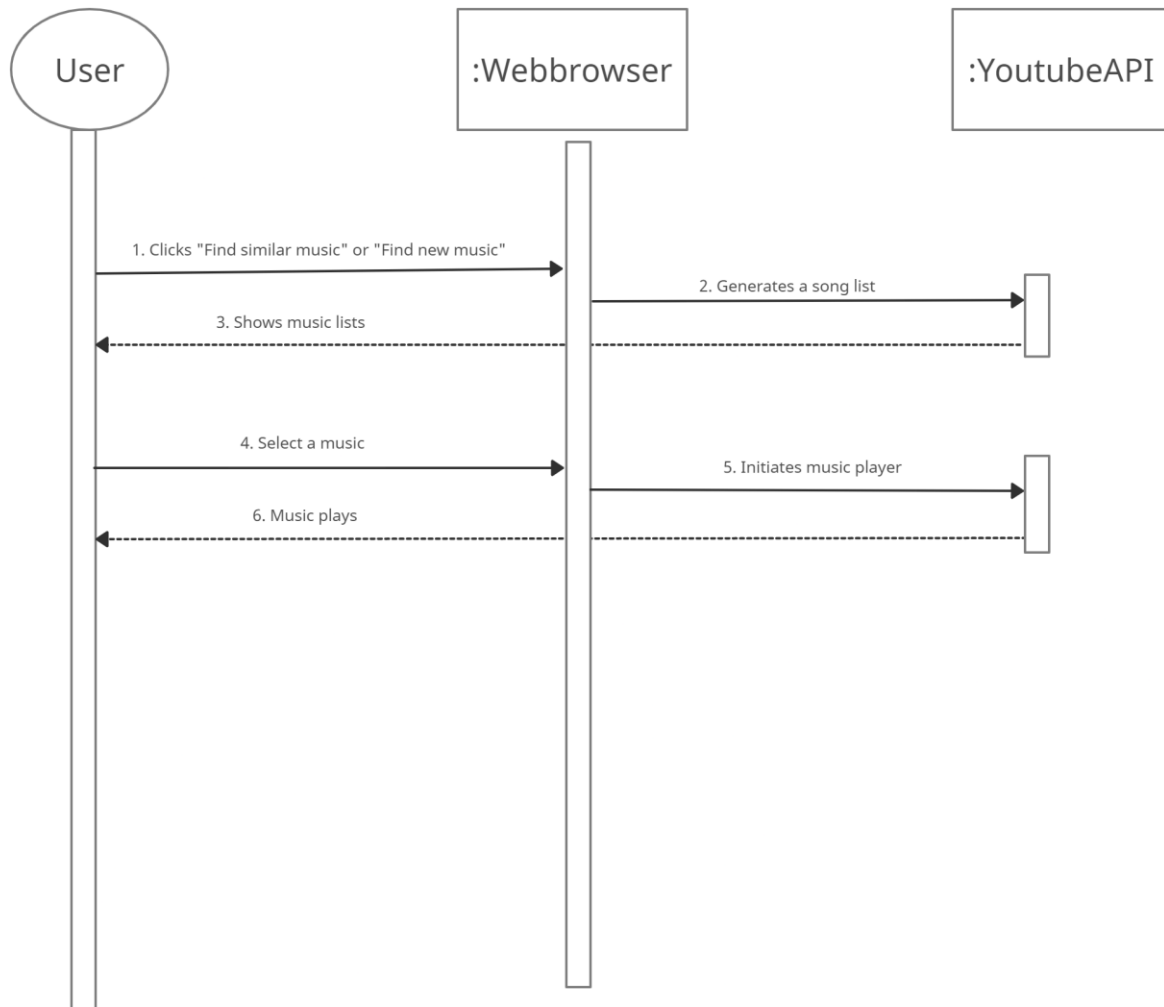 User
:Webbrowser
:YoutubeAPI
1. Clicks "Find similar music" or "Find new music"
2. Generates a song list
3. Shows music lists
4. Select a music
5. Initiates music player
6. Music plays